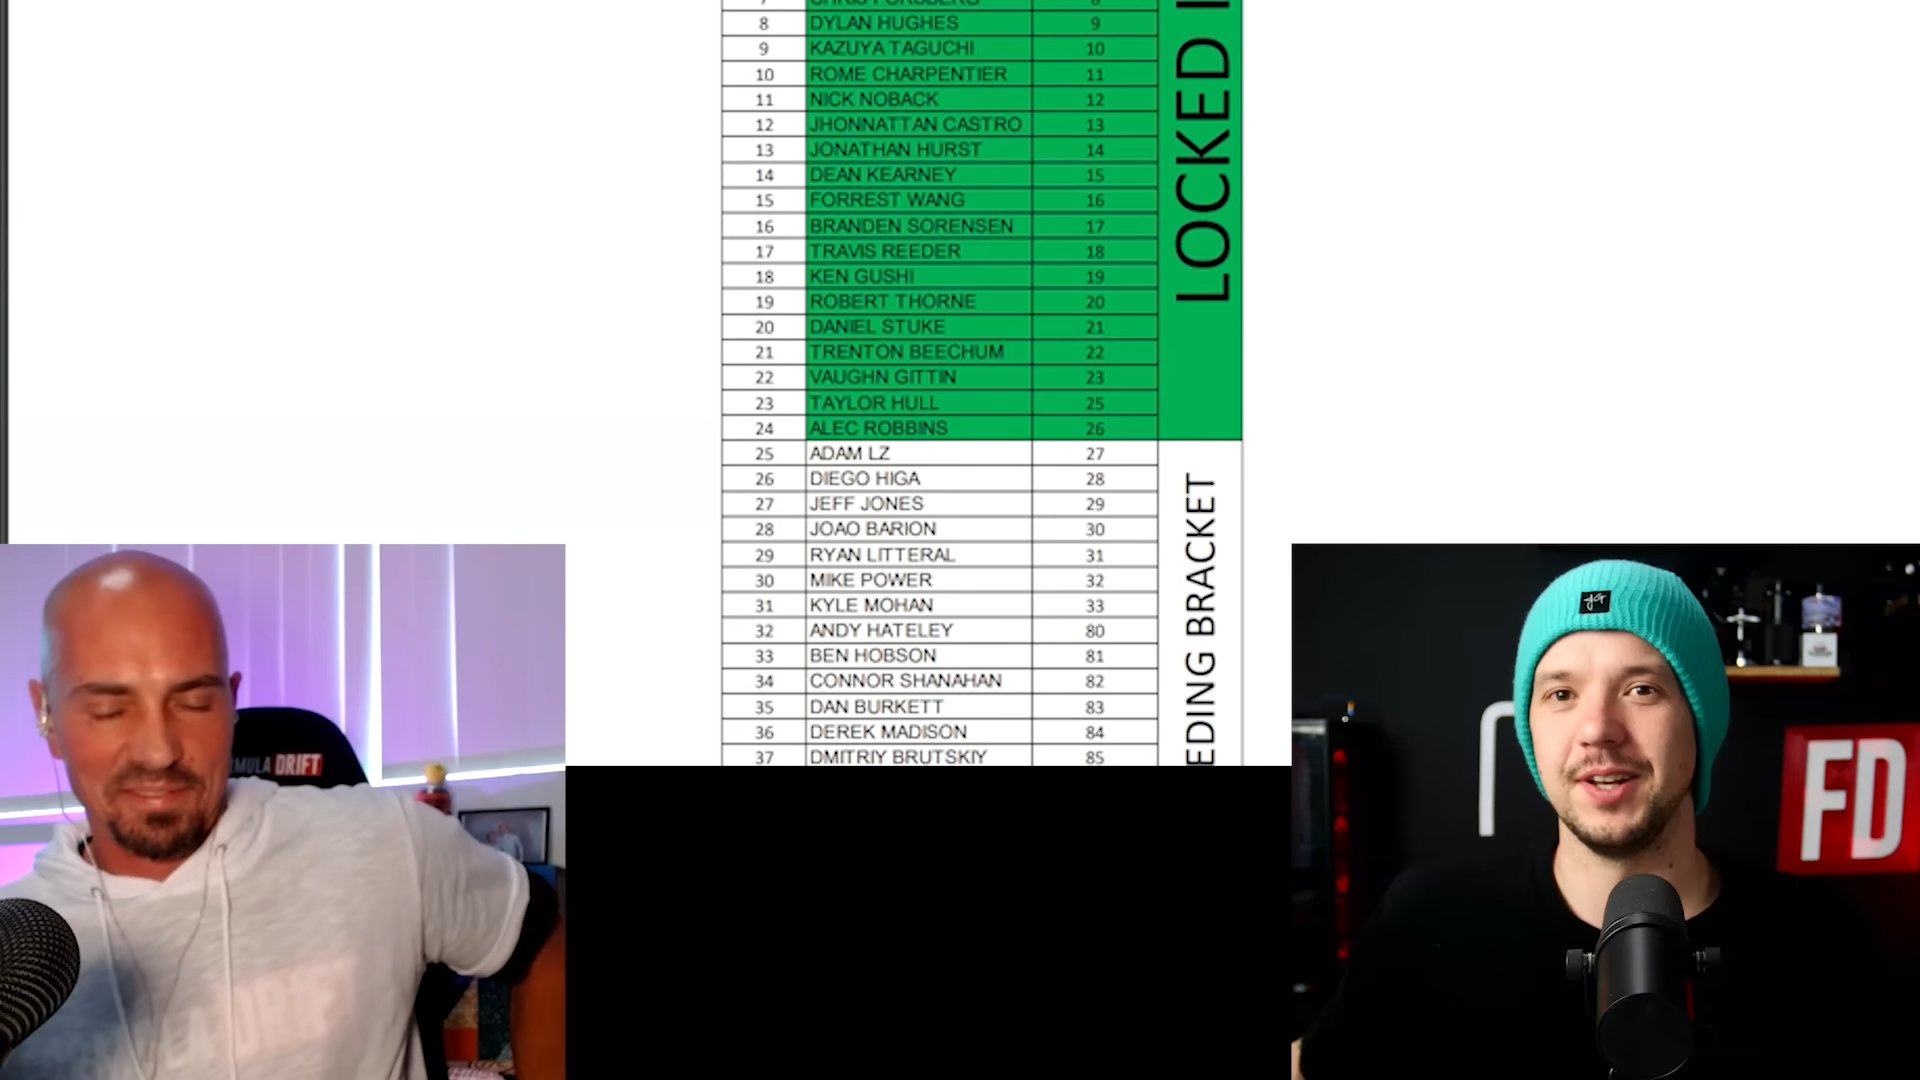 7 CHRIS FORSBERG 8
8 DYLAN HUGHES 9
9 KAZUYA TAGUCHI 10
10 ROME CHARPENTIER 11
11 NICK NOBACK 12
12 JHONNATTAN CASTRO 13
13 JONATHAN HURST 14
14 DEAN KEARNEY 15
15 FORREST WANG 16
16 BRANDEN SORENSEN 17
17 TRAVIS REEDER 18
18 KEN GUSHI 19
19 ROBERT THORNE 20
20 DANIEL STUKE 21
21 TRENTON BEECHUM 22
22 VAUGHN GITTIN 23
23 TAYLOR HULL 25
24 ALEC ROBBINS 26
LOCKED
25 ADAM LZ 27
26 DIEGO HIGA 28
27 JEFF JONES 29
28 JOAO BARION 30
29 RYAN LITTERAL 31
30 MIKE POWER 32
31 KYLE MOHAN 33
32 ANDY HATELEY 80
33 BEN HOBSON 81
34 CONNOR SHANAHAN 82
35 DAN BURKETT 83
36 DEREK MADISON 84
37 DMITRIY BRUTSKIY 85
EDING BRACKET
MULA DRIFT
FD